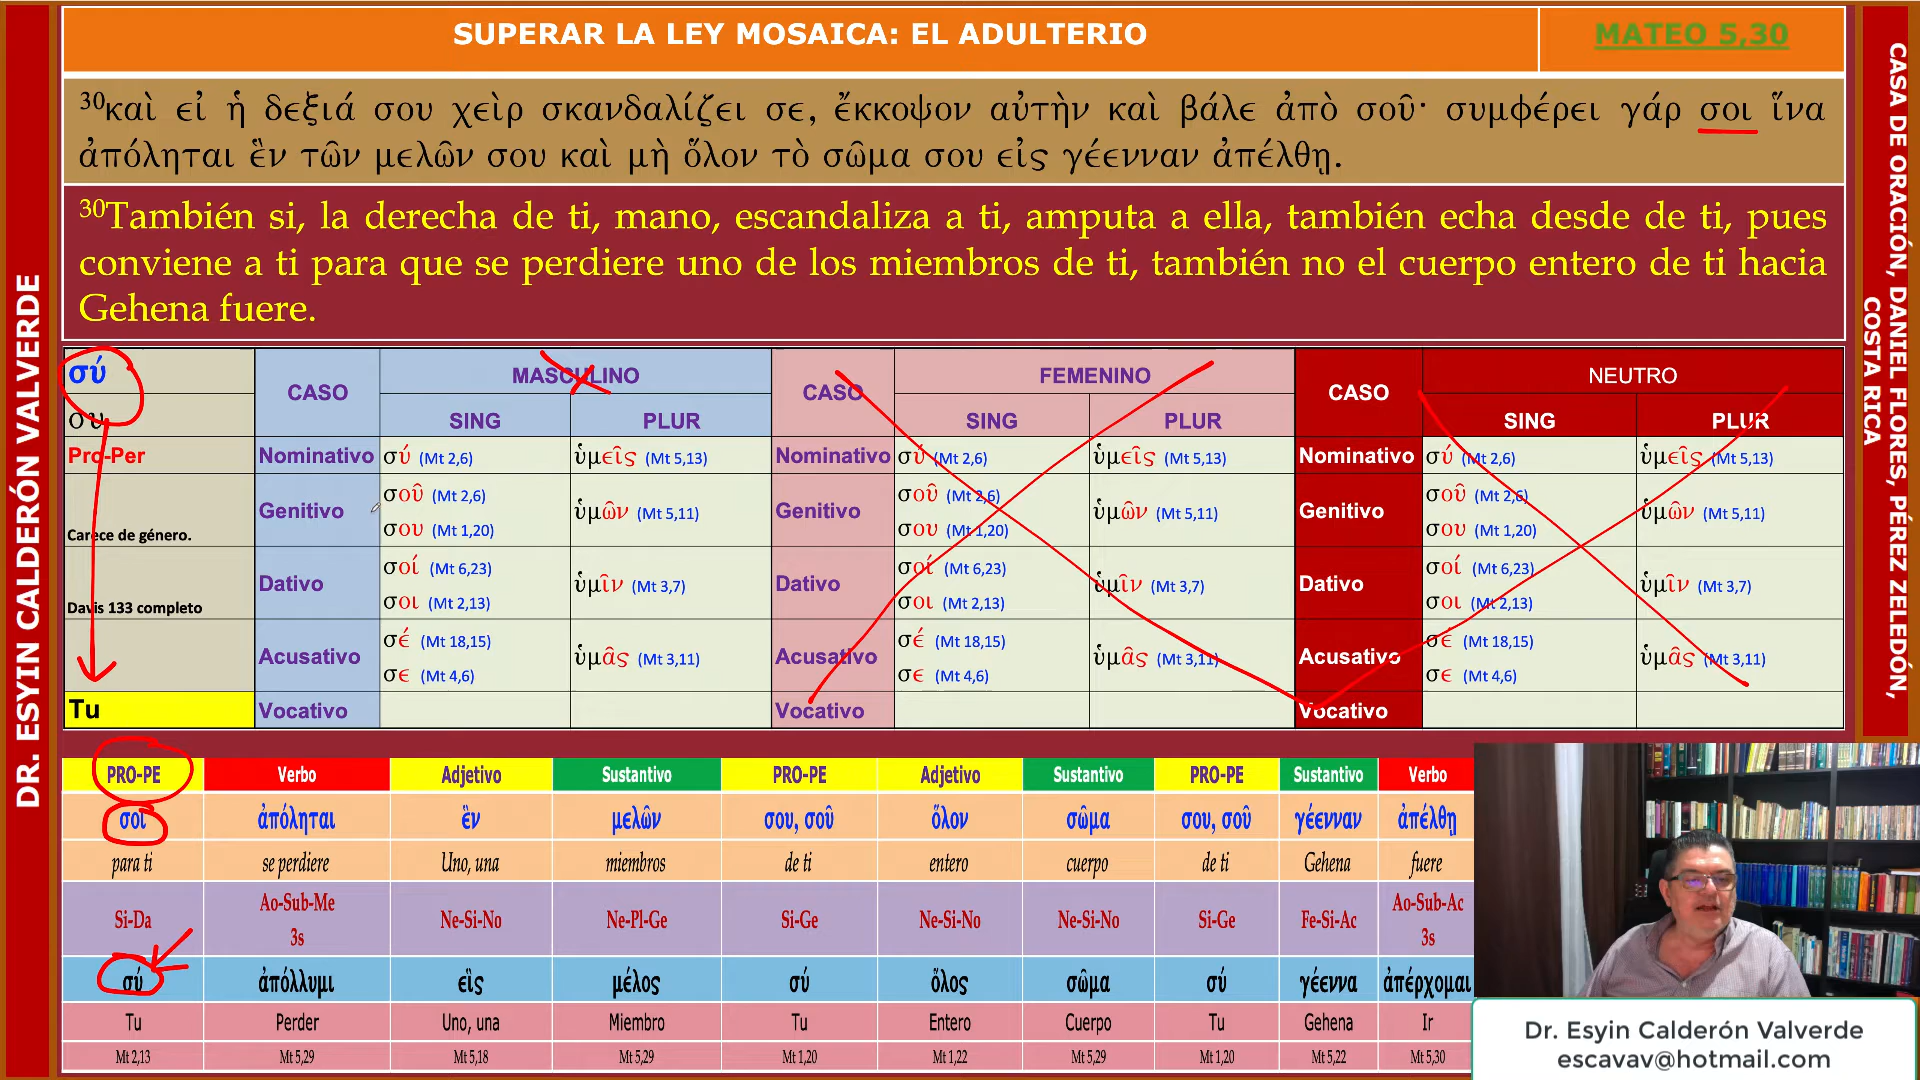 SUPERAR LA LEY MOSAICA: EL ADULTERIO
MATEO 5,30
30καὶ εἰ ἡ δεξιά σου χεὶρ σκανδαλίζει σε, ἔκκοψον αὐτὴν καὶ βάλε ἀπὸ σοῦ· συμφέρει γάρ σοι ἵνα
ἀπόληται ἓν τῶν μελῶν σου καὶ μὴ ὅλον τὸ σῶμα σου εἰς γέενναν ἀπέλθῃ.
30También si, la derecha de ti, mano, escandaliza a ti, amputa a ella, también echa desde de ti, pues
conviene a ti para que se perdiere uno de los miembros de ti, también no el cuerpo entero de ti hacia
Gehena fuere.
σύ CASO MASCULINO CASO FEMENINO CASO NEUTRO
συ SING PLUR SING PLUR SING PLUR
Pro-Per Nominativo σύ (Mt 2,6) ὑμεῖς (Mt 5,13) Nominativo σύ (Mt 2,6) ὑμεῖς (Mt 5,13) Nominativo σύ (Mt 2,6) ὑμεῖς (Mt 5,13)
Carece de género. Genitivo σοῦ (Mt 2,6) σου (Mt 1,20) ὑμῶν (Mt 5,11) Genitivo σοῦ (Mt 2,6) σου (Mt 1,20) ὑμῶν (Mt 5,11) Genitivo σοῦ (Mt 2,6) σου (Mt 1,20) ὑμῶν (Mt 5,11)
Davis 133 completo Dativo σοί (Mt 6,23) σοι (Mt 2,13) ὑμῖν (Mt 3,7) Dativo σοί (Mt 6,23) σοι (Mt 2,13) ὑμῖν (Mt 3,7) Dativo σοί (Mt 6,23) σοι (Mt 2,13) ὑμῖν (Mt 3,7)
Acusativo σέ (Mt 18,15) σε (Mt 4,6) ὑμᾶς (Mt 3,11) Acusativo σέ (Mt 18,15) σε (Mt 4,6) ὑμᾶς (Mt 3,11) Acusativo σέ (Mt 18,15) σε (Mt 4,6) ὑμᾶς (Mt 3,11)
Tu Vocativo Vocativo Vocativo
PRO-PE Verbo Adjetivo Sustantivo PRO-PE Adjetivo Sustantivo PRO-PE Sustantivo Verbo
σοί ἀπόληται ἓν μελῶν σου, σοῦ ὅλον σῶμα σου, σοῦ γέενναν ἀπέλθῃ
para ti se perdiere Uno, una miembros de ti entero cuerpo de ti Gehena fuere
Si-Da Ao-Sub-Me 3s Ne-Si-No Ne-Pl-Ge Si-Ge Ne-Si-No Ne-Si-No Si-Ge Fe-Si-Ac Ao-Sub-Ac 3s
σύ ἀπόλλυμι εἷς μέλος σύ ὅλος σῶμα σύ γέεννα ἀπέρχομαι
Tu Perder Uno, una Miembro Tu Entero Cuerpo Tu Gehena Ir
Mt 2,13 Mt 5,29 Mt 5,18 Mt 5,29 Mt 1,20 Mt 1,22 Mt 5,29 Mt 1,20 Mt 5,22 Mt 5,30
DR. ESYIN CALDERÓN VALVERDE
CASA DE ORACIÓN, DANIEL FLORES, PÉREZ ZELEDÓN,
COSTA RICA
Dr. Esyin Calderón Valverde
escavav@hotmail.com